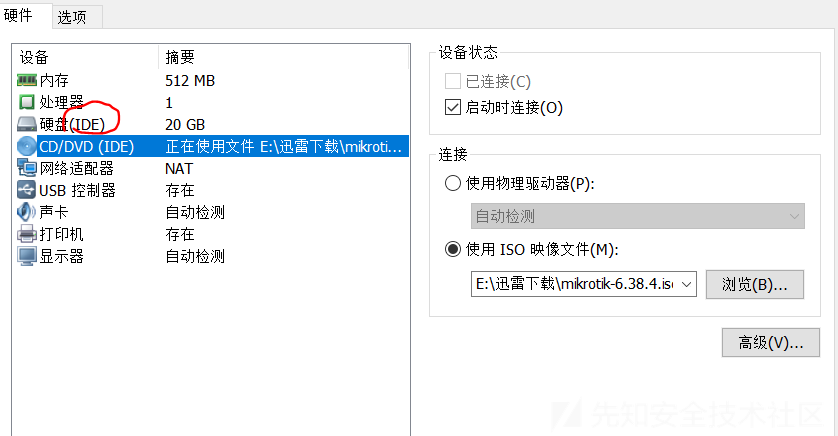 硬件 选项
设备 摘要
内存 512 MB
处理器 1
硬盘(IDE) 20 GB
CD/DVD (IDE) 正在使用文件 E:\迅雷下载\mikroti...
网络适配器 NAT
USB 控制器 存在
声卡 自动检测
打印机 存在
显示器 自动检测
设备状态
已连接(C)
启动时连接(O)
连接
使用物理驱动器(P):
自动检测
使用 ISO 映像文件(M):
E:\迅雷下载\mikrotik-6.38.4.iso
浏览(B)...
高级(V)...
先知安全技术社区